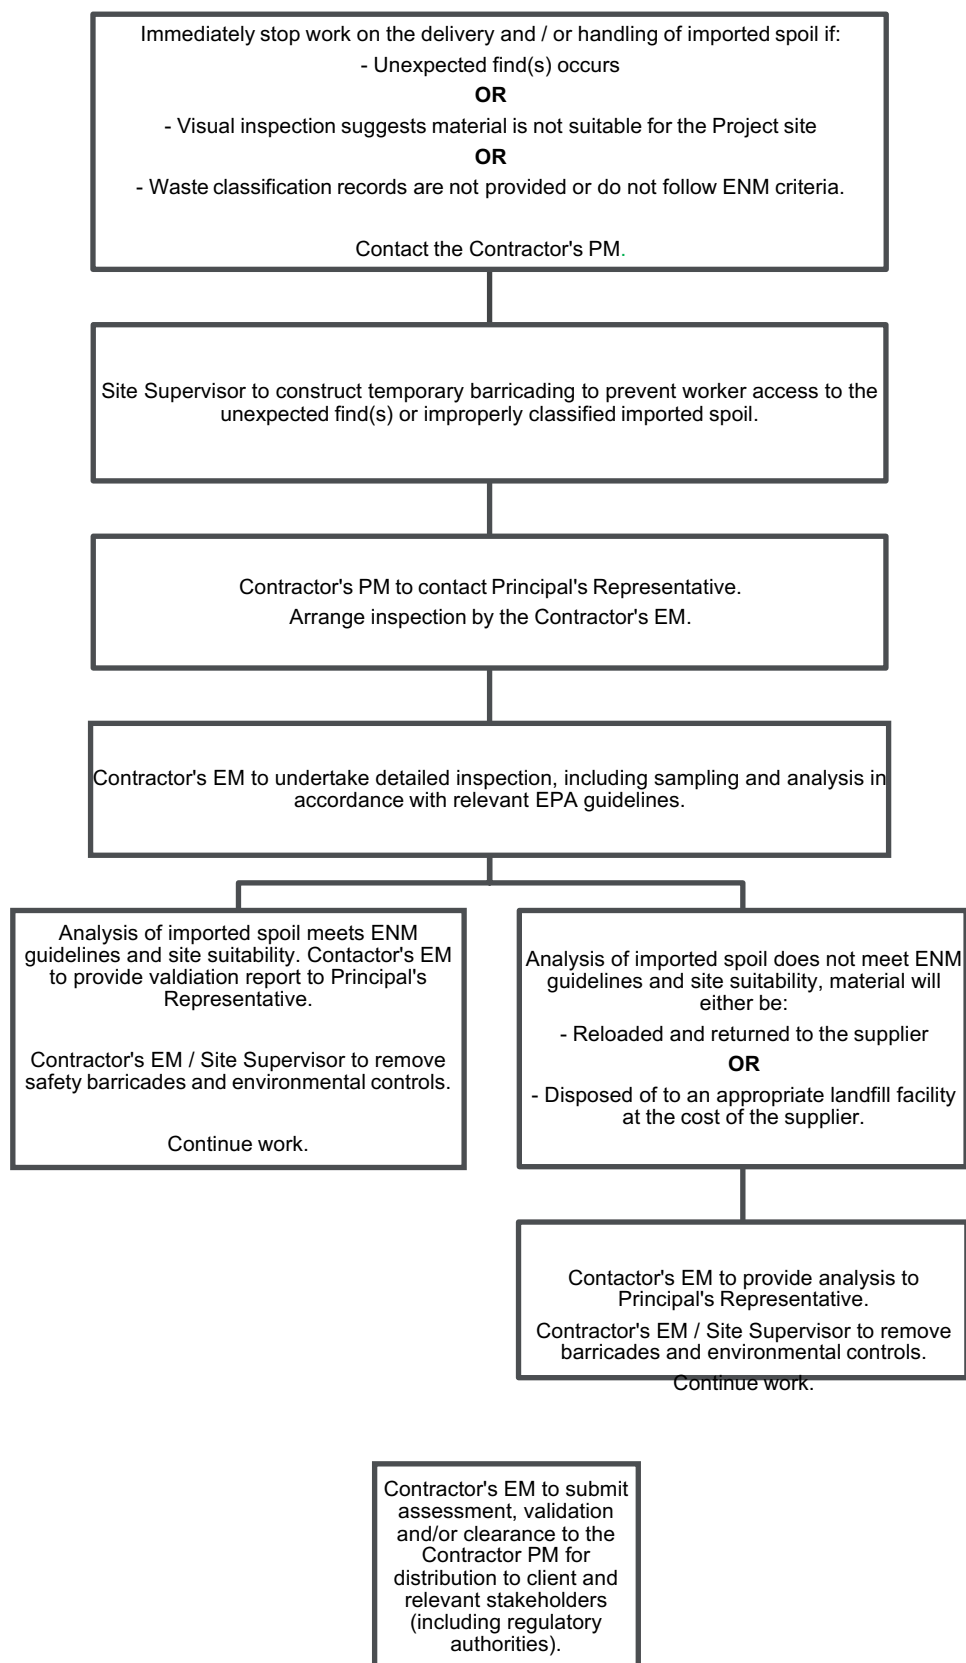 Immediately stop work on the delivery and / or handling of imported spoil if:
- Unexpected find(s) occurs
OR
- Visual inspection suggests material is not suitable for the Project site
OR
- Waste classification records are not provided or do not follow ENM criteria.
Contact the Contractor's PM.
Site Supervisor to construct temporary barricading to prevent worker access to the
unexpected find(s) or improperly classified imported spoil.
Contractor's PM to contact Principal's Representative.
Arrange inspection by the Contractor's EM.
Contractor's EM to undertake detailed inspection, including sampling and analysis in
accordance with relevant EPA guidelines.
Analysis of imported spoil meets ENM
guidelines and site suitability. Contactor's EM
to provide valdiation report to Principal's
Representative.
Contractor's EM / Site Supervisor to remove
safety barricades and environmental controls.
Continue work.
Analysis of imported spoil does not meet ENM
guidelines and site suitability, material will
either be:
- Reloaded and returned to the supplier
OR
- Disposed of to an appropriate landfill facility
at the cost of the supplier.
Contactor's EM to provide analysis to
Principal's Representative.
Contractor's EM / Site Supervisor to remove
barricades and environmental controls.
Continue work.
Contractor's EM to submit
assessment, validation
and/or clearance to the
Contractor PM for
distribution to client and
relevant stakeholders
(including regulatory
authorities).